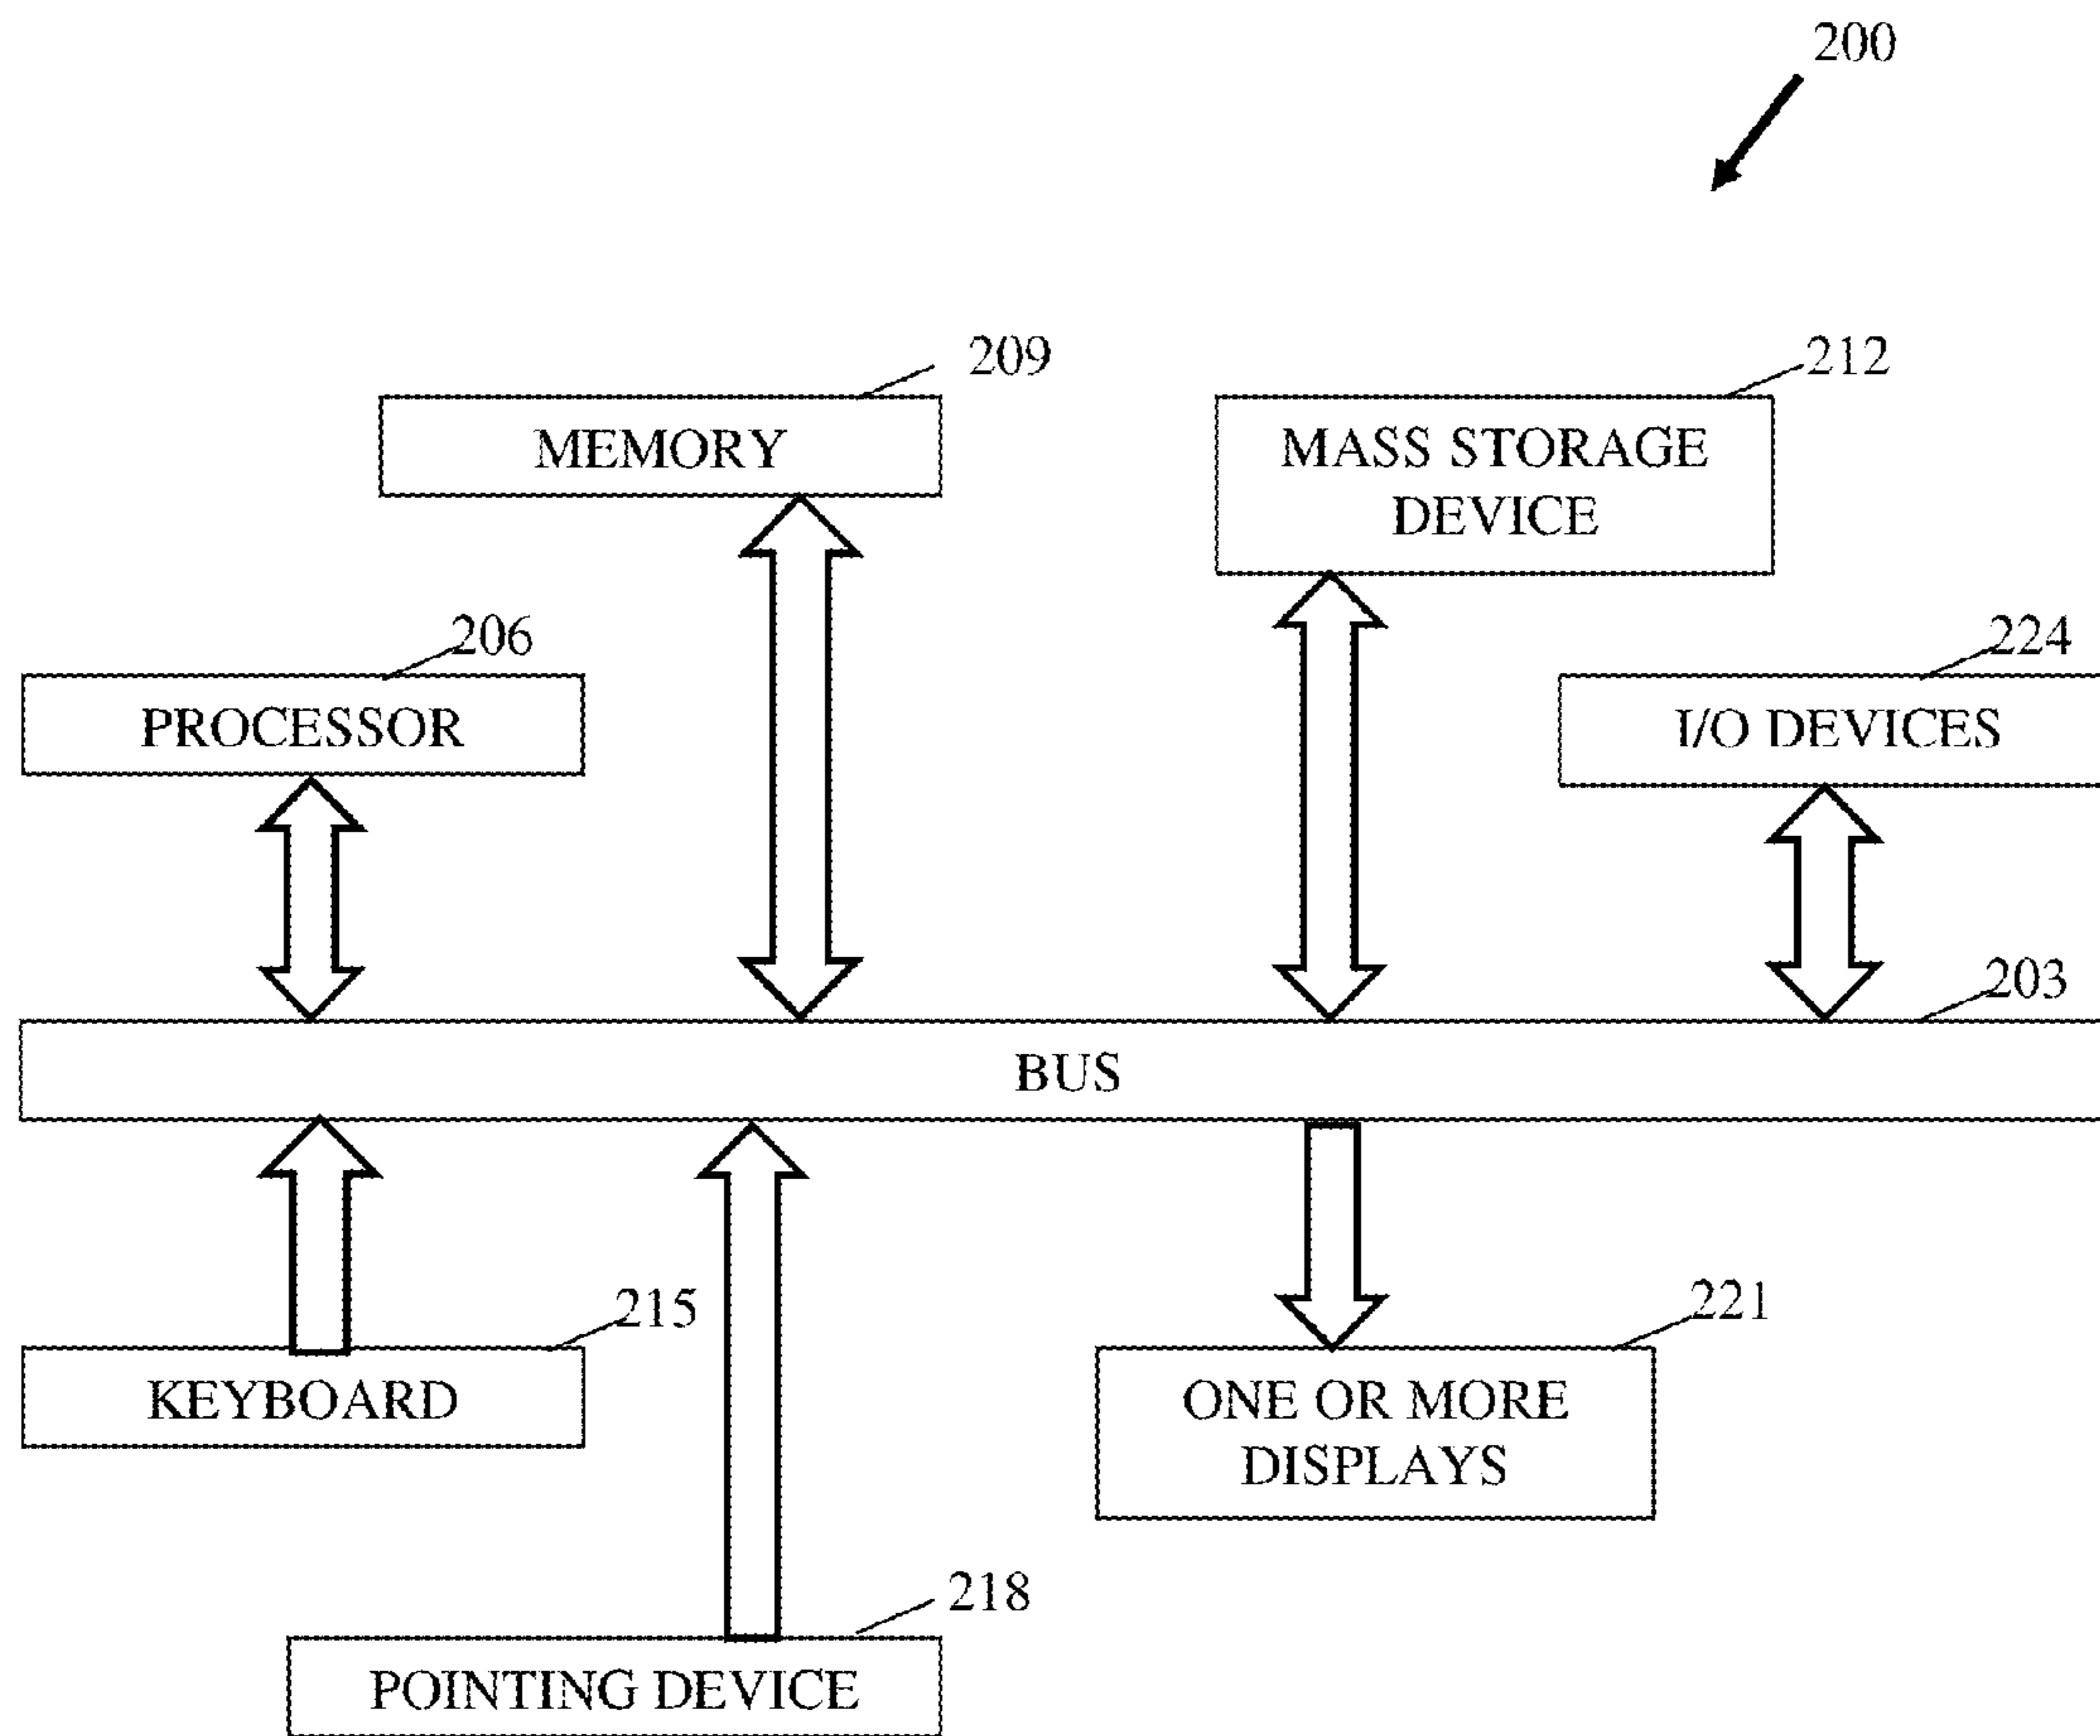 200
209
212
MEMORY
MASS STORAGE
DEVICE
206
224
PROCESSOR
I/O DEVICES
203
BUS
215
221
KEYBOARD
ONE OR MORE
DISPLAYS
218
POINTING DEVICE